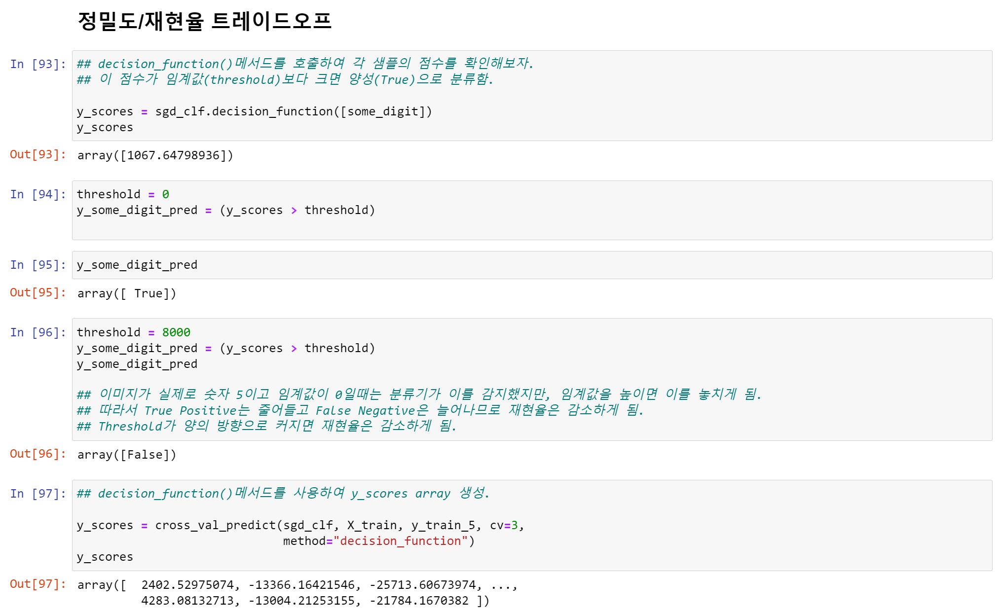 정밀도/재현율 트레이드오프
In [93]: ## decision_function()메서드를 호출하여 각 샘플의 점수를 확인해보자.
## 이 점수가 임계값(threshold)보다 크면 양성(True)으로 분류함.
y_scores = sgd_clf.decision_function([some_digit])
y_scores
Out[93]: array([1067.64798936])
In [94]: threshold = 0
y_some_digit_pred = (y_scores > threshold)
In [95]: y_some_digit_pred
Out[95]: array([ True])
In [96]: threshold = 8000
y_some_digit_pred = (y_scores > threshold)
y_some_digit_pred
## 이미지가 실제로 숫자 5이고 임계값이 0일때는 분류기가 이를 감지했지만, 임계값을 높이면 이를 놓치게 됨.
## 따라서 True Positive는 줄어들고 False Negative은 늘어나므로 재현율은 감소하게 됨.
## Threshold가 양의 방향으로 커지면 재현율은 감소하게 됨.
Out[96]: array([False])
In [97]: ## decision_function()메서드를 사용하여 y_scores array 생성.
y_scores = cross_val_predict(sgd_clf, X_train, y_train_5, cv=3,
method="decision_function")
y_scores
Out[97]: array([  2402.52975074, -13366.16421546, -25713.60673974, ...,
4283.08132713, -13004.21253155, -21784.1670382 ])